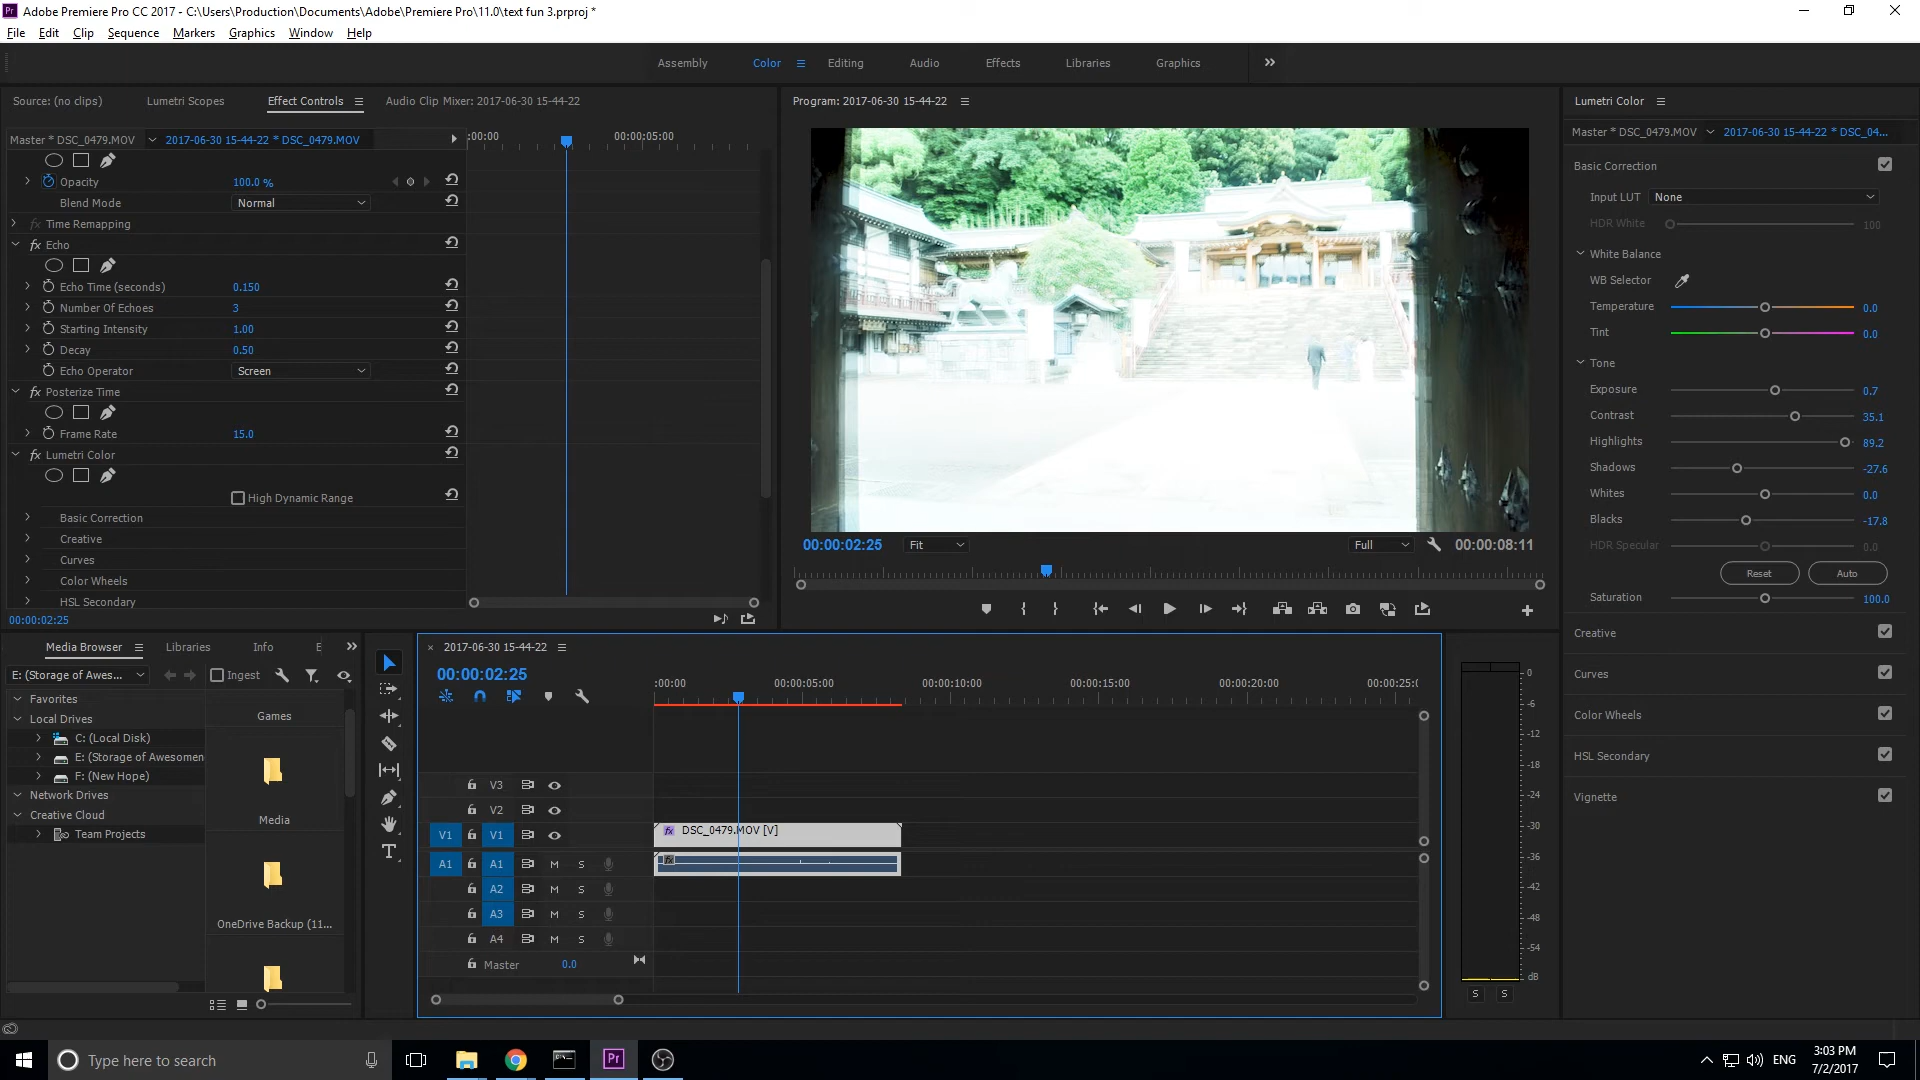 Adobe Premiere Pro CC 2017 - C:\Users\Production\Documents\Adobe\Premiere Pro\11.0\text fun 3.prproj *
File Edit Clip Sequence Markers Graphics Window Help
Assembly Color Editing Audio Effects Libraries Graphics
Source: (no clips) Lumetri Scopes Effect Controls Audio Clip Mixer: 2017-06-30 15-44-22
Program: 2017-06-30 15-44-22
Lumetri Color
Master * DSC_0479.MOV 2017-06-30 15-44-22 * DSC_0479.MOV
:00:00 00:00:05:00
Opacity 100.0 %
Blend Mode Normal
fx Time Remapping
fx Echo
Echo Time (seconds) 0.150
Number Of Echoes 3
Starting Intensity 1.00
Decay 0.50
Echo Operator Screen
fx Posterize Time
Frame Rate 15.0
fx Lumetri Color
High Dynamic Range
Basic Correction
Creative
Curves
Color Wheels
HSL Secondary
00:00:02:25
00:00:02:25 Fit Full 00:00:08:11
Master * DSC_0479.MOV 2017-06-30 15-44-22 * DSC_04...
Basic Correction
Input LUT None
HDR White 100
White Balance
WB Selector
Temperature 0.0
Tint 0.0
Tone
Exposure 0.7
Contrast 35.1
Highlights 89.2
Shadows -27.6
Whites 0.0
Blacks -17.8
HDR Specular 0.0
Reset Auto
Saturation 100.0
Creative
Curves
Color Wheels
HSL Secondary
Vignette
Media Browser Libraries Info E
E: (Storage of Awes... Ingest
Favorites
Local Drives
C: (Local Disk)
E: (Storage of Awesomen
F: (New Hope)
Network Drives
Creative Cloud
Team Projects
Games
Media
OneDrive Backup (11...
2017-06-30 15-44-22
00:00:02:25
:00:00 00:00:05:00 00:00:10:00 00:00:15:00 00:00:20:00 00:00:25:0
V3
V2
V1 V1 fx DSC_0479.MOV [V]
A1 A1 M S fx
A2 M S
A3 M S
A4 M S
Master 0.0
0
-6
-12
-18
-24
-30
-36
-42
-48
-54
dB
S S
Type here to search
Pr
ENG
3:03 PM
7/2/2017